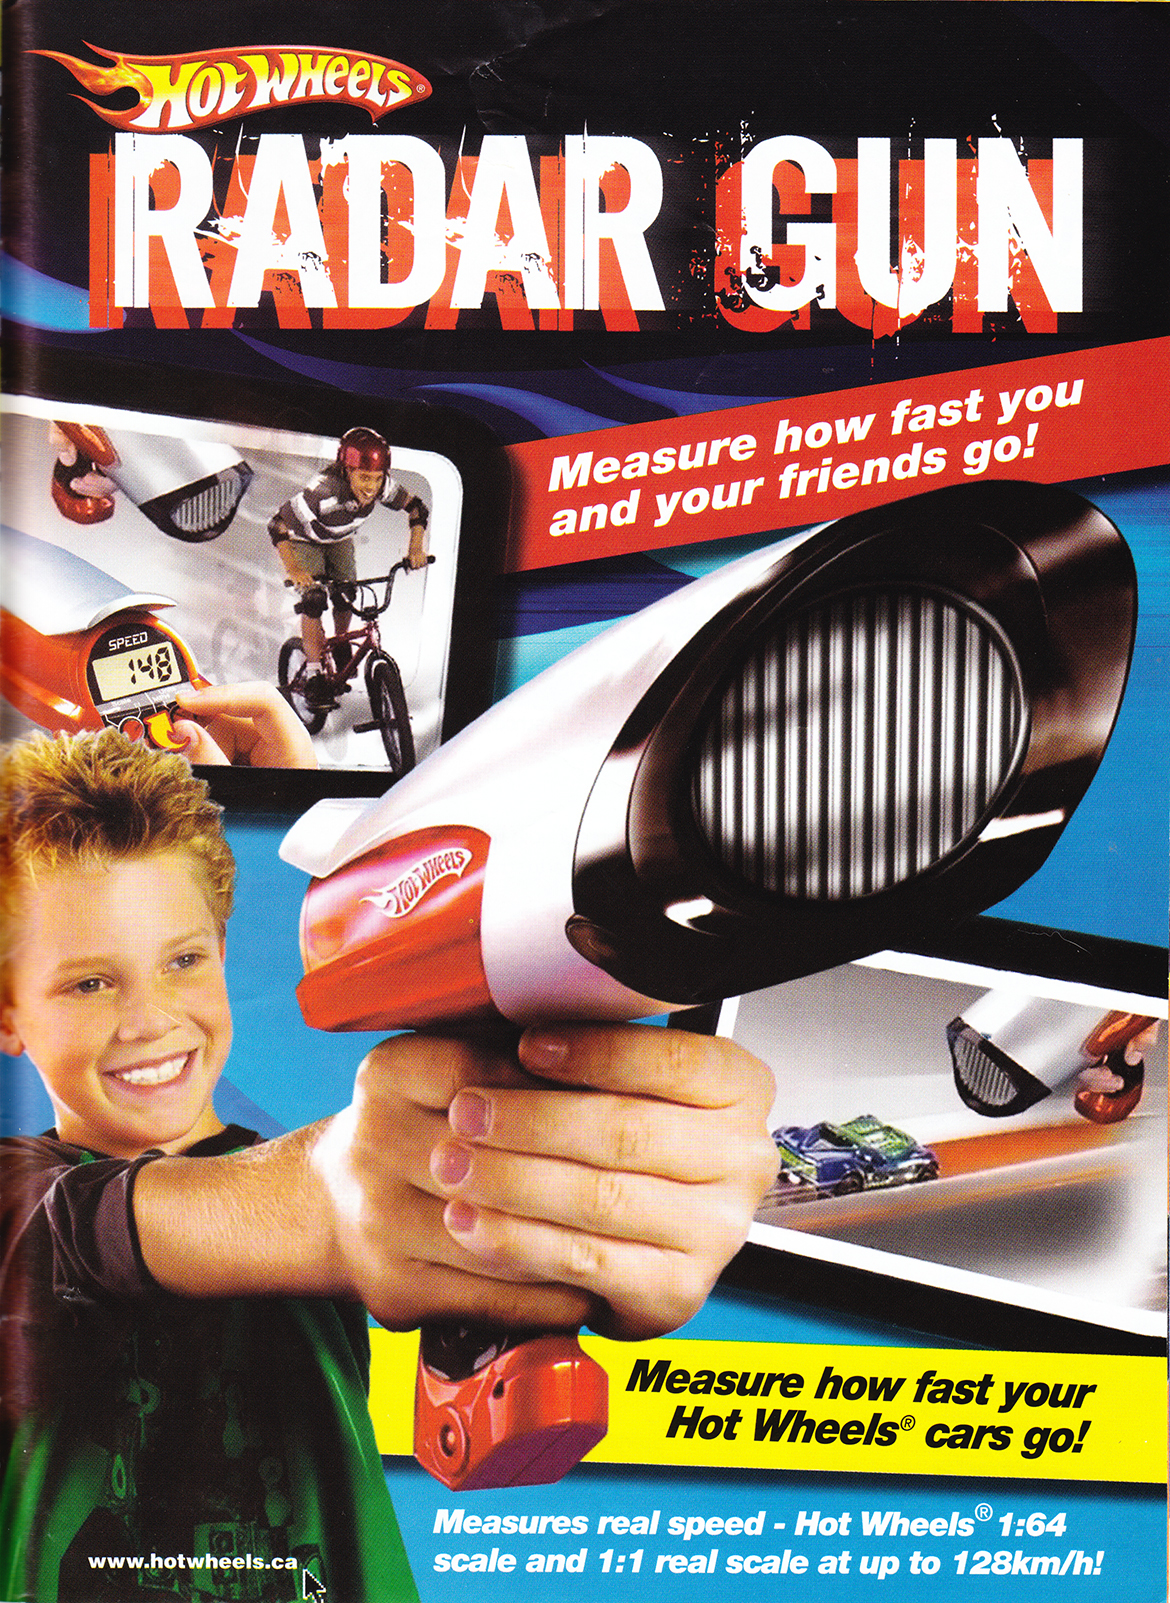 HOT WHEELS®
RADAR GUN
Measure how fast you
and your friends go!
SPEED
148
HOT WHEELS
Measure how fast your
Hot Wheels® cars go!
Measures real speed - Hot Wheels® 1:64
scale and 1:1 real scale at up to 128km/h!
www.hotwheels.ca